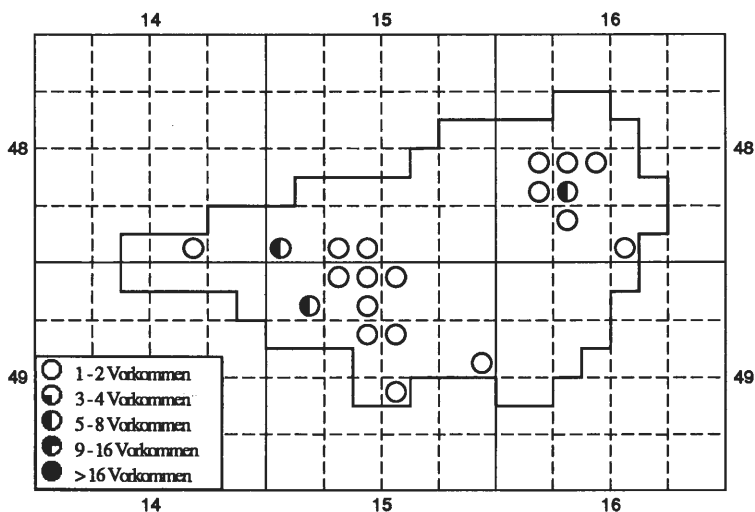 14 15 16
48 48
49 49
1 - 2 Vorkommen
3 - 4 Vorkommen
5 - 8 Vorkommen
9 - 16 Vorkommen
> 16 Vorkommen
14 15 16